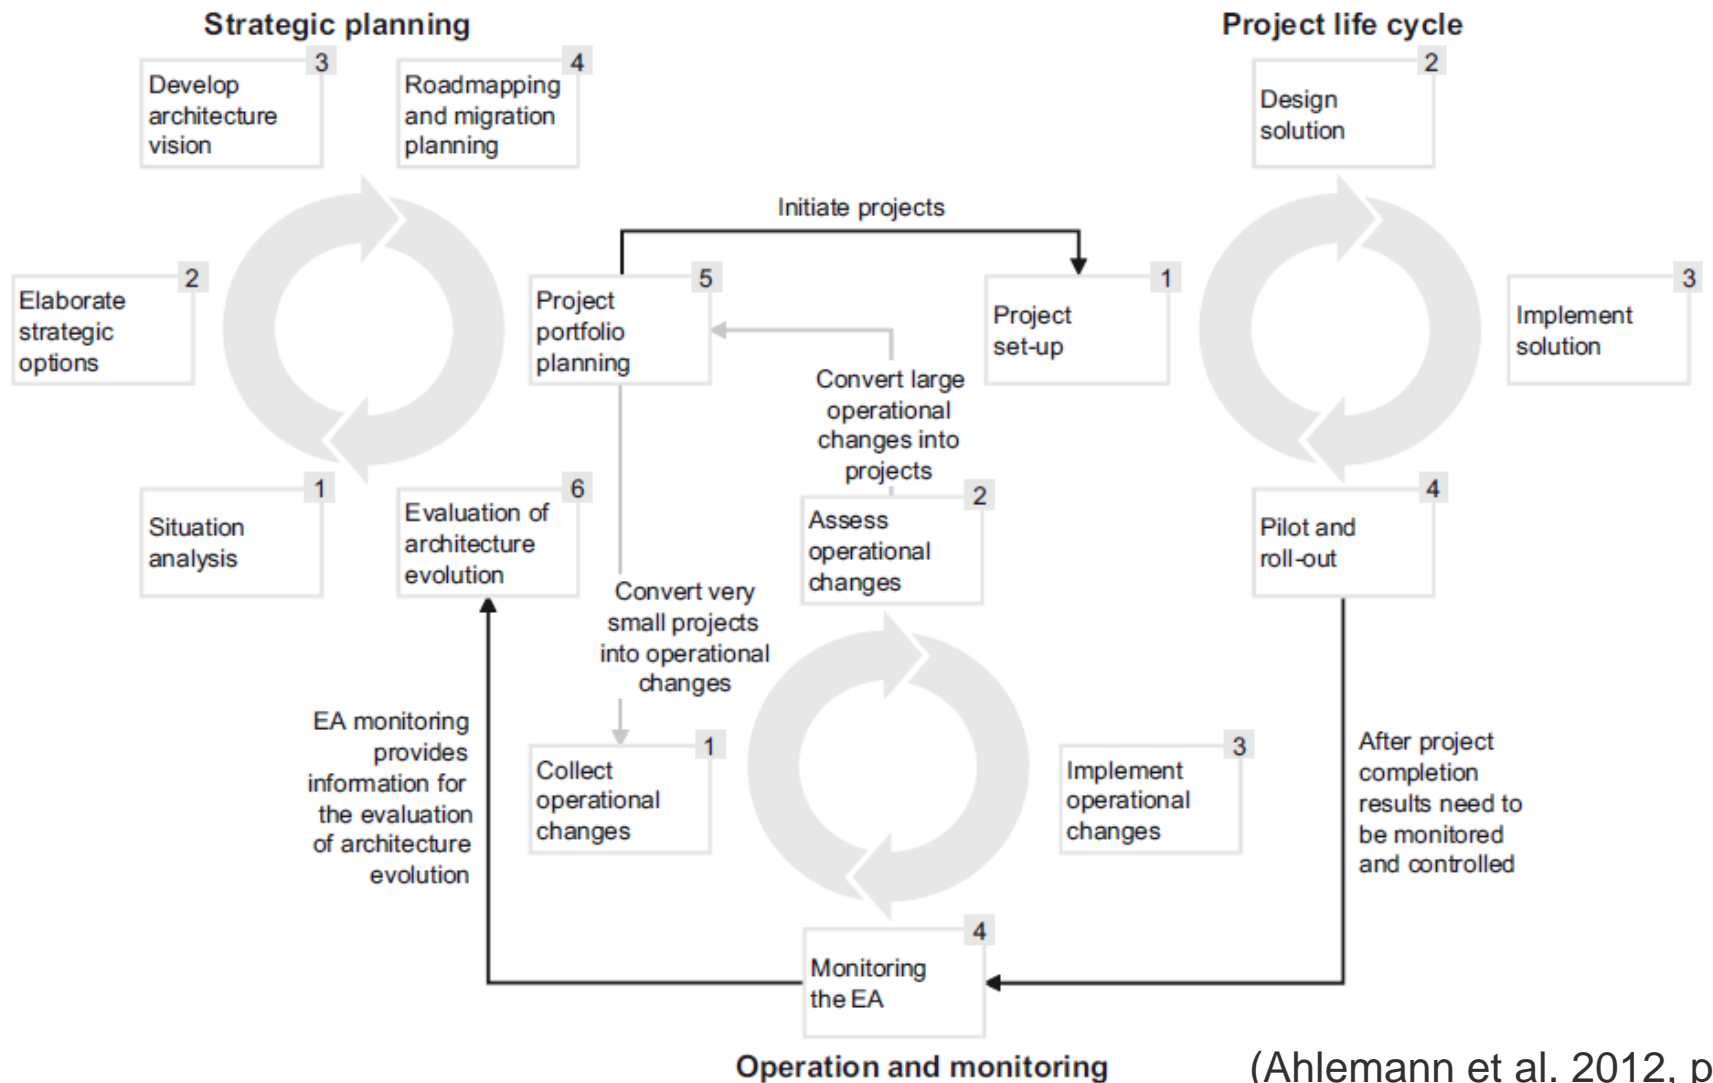 Strategic planning
3
Develop
architecture
vision
4
Roadmapping
and migration
planning
2
Elaborate
strategic
options
5
Project
portfolio
planning
1
Situation
analysis
6
Evaluation of
architecture
evolution
Initiate projects
Project life cycle
2
Design
solution
1
Project
set-up
3
Implement
solution
4
Pilot and
roll-out
Convert large
operational
changes into
projects
2
Assess
operational
changes
Convert very
small projects
into operational
changes
EA monitoring
provides
information for
the evaluation
of architecture
evolution
1
Collect
operational
changes
3
Implement
operational
changes
After project
completion
results need to
be monitored
and controlled
4
Monitoring
the EA
Operation and monitoring
(Ahlemann et al. 2012, p